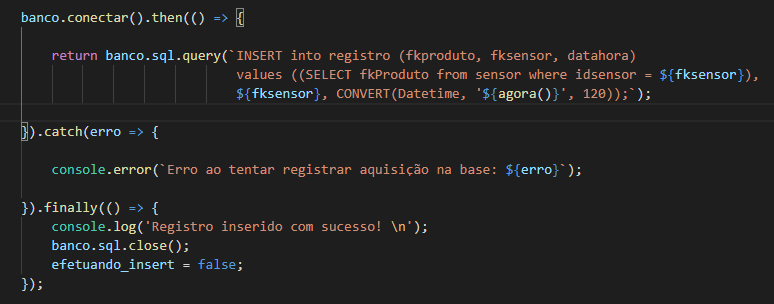 banco.conectar().then(() => {
return banco.sql.query(`INSERT into registro (fkproduto, fksensor, datahora)
values ((SELECT fkProduto from sensor where idsensor = ${fksensor}),
${fksensor}, CONVERT(Datetime, '${agora()}', 120));`);
}).catch(erro => {
console.error(`Erro ao tentar registrar aquisição na base: ${erro}`);
}).finally(() => {
console.log('Registro inserido com sucesso! \n');
banco.sql.close();
efetuando_insert = false;
});